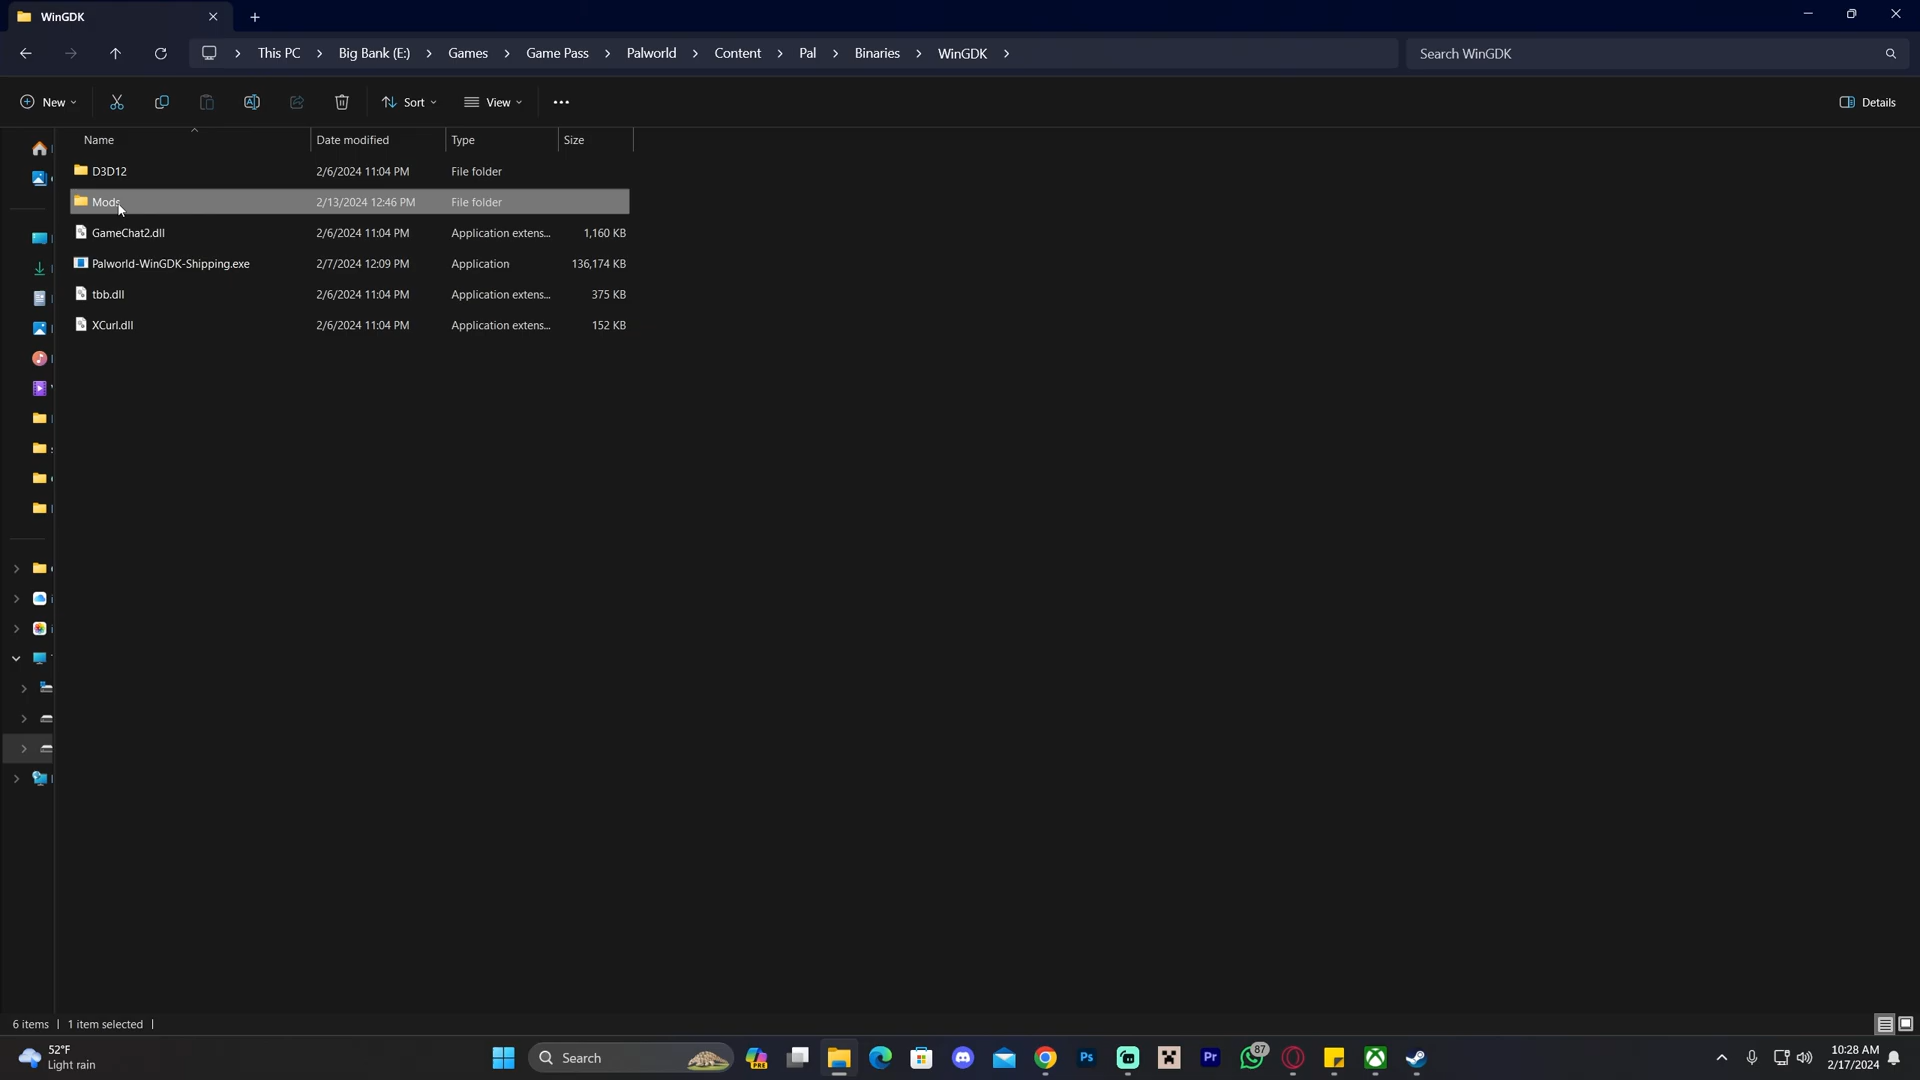 WinGDK
This PC > Big Bank (E:) > Games > Game Pass > Palworld > Content > Pal > Binaries > WinGDK >
Search WinGDK
New
Sort
View
Details
Name Date modified Type Size
D3D12 2/6/2024 11:04 PM File folder
Mods 2/13/2024 12:46 PM File folder
GameChat2.dll 2/6/2024 11:04 PM Application extens... 1,160 KB
Palworld-WinGDK-Shipping.exe 2/7/2024 12:09 PM Application 136,174 KB
tbb.dll 2/6/2024 11:04 PM Application extens... 375 KB
XCurl.dll 2/6/2024 11:04 PM Application extens... 152 KB
6 items | 1 item selected |
52°F
Light rain
Search
PRE
Ps
Pr
87
10:28 AM
2/17/2024